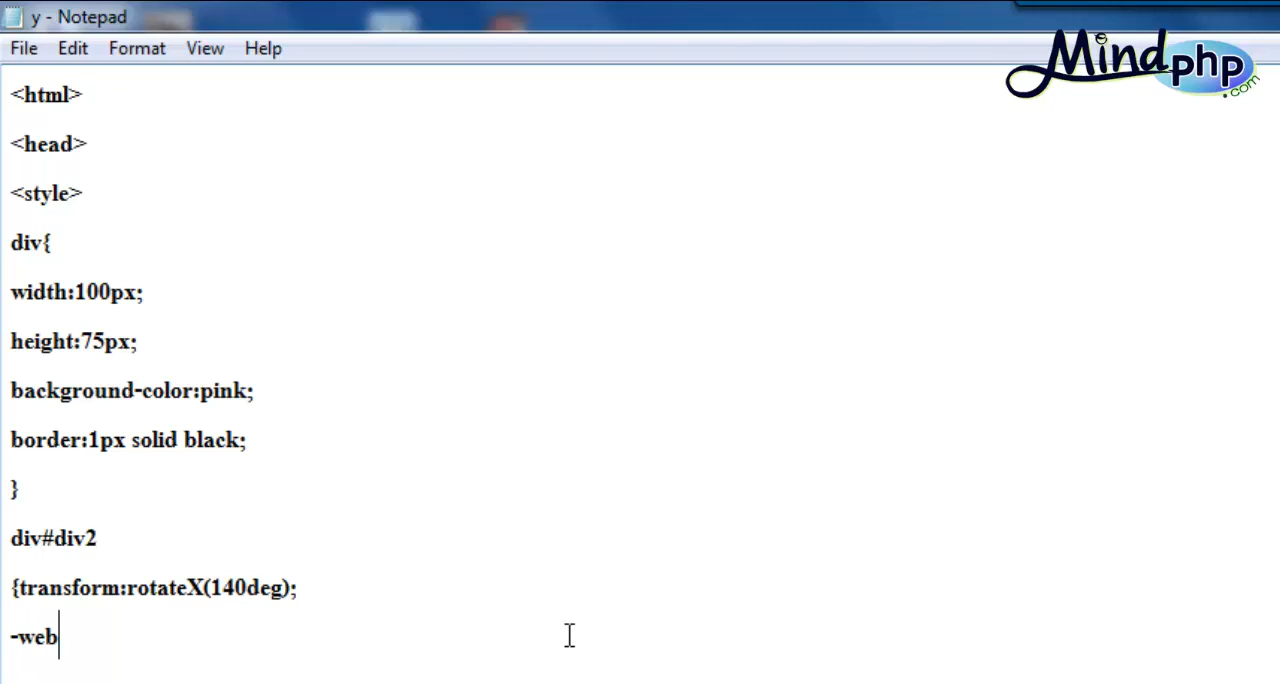 y - Notepad
File Edit Format View Help
Mindphp.com
<html>
<head>
<style>
div{
width:100px;
height:75px;
background-color:pink;
border:1px solid black;
}
div#div2
{transform:rotateX(140deg);
-web